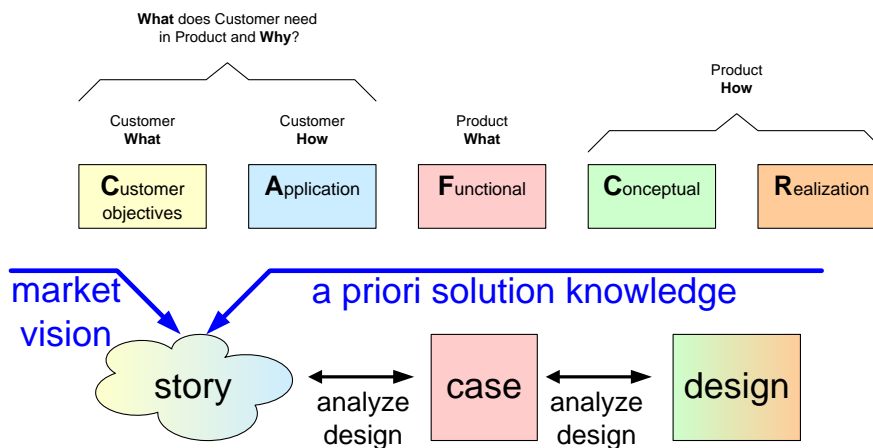 What does Customer need
in Product and Why?
Product
How
Customer
What
Customer
How
Product
What
Customer
objectives
Application
Functional
Conceptual
Realization
market
vision
a priori solution knowledge
story
case
design
analyze
design
analyze
design